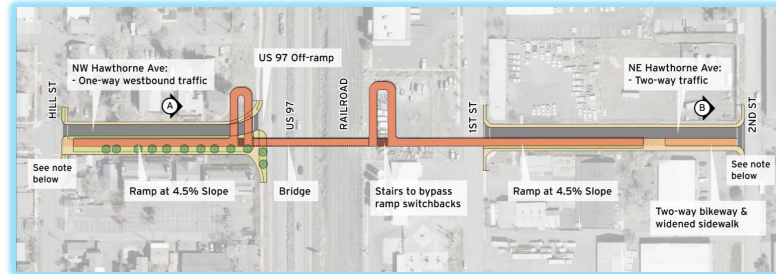 HILL ST
NW Hawthorne Ave:
- One-way westbound traffic
A
US 97 Off-ramp
US 97
RAILROAD
1ST ST
NE Hawthorne Ave:
- Two-way traffic
B
2ND ST
See note
below
Ramp at 4.5% Slope
Bridge
Stairs to bypass
ramp switchbacks
Ramp at 4.5% Slope
See note
below
Two-way bikeway &
widened sidewalk